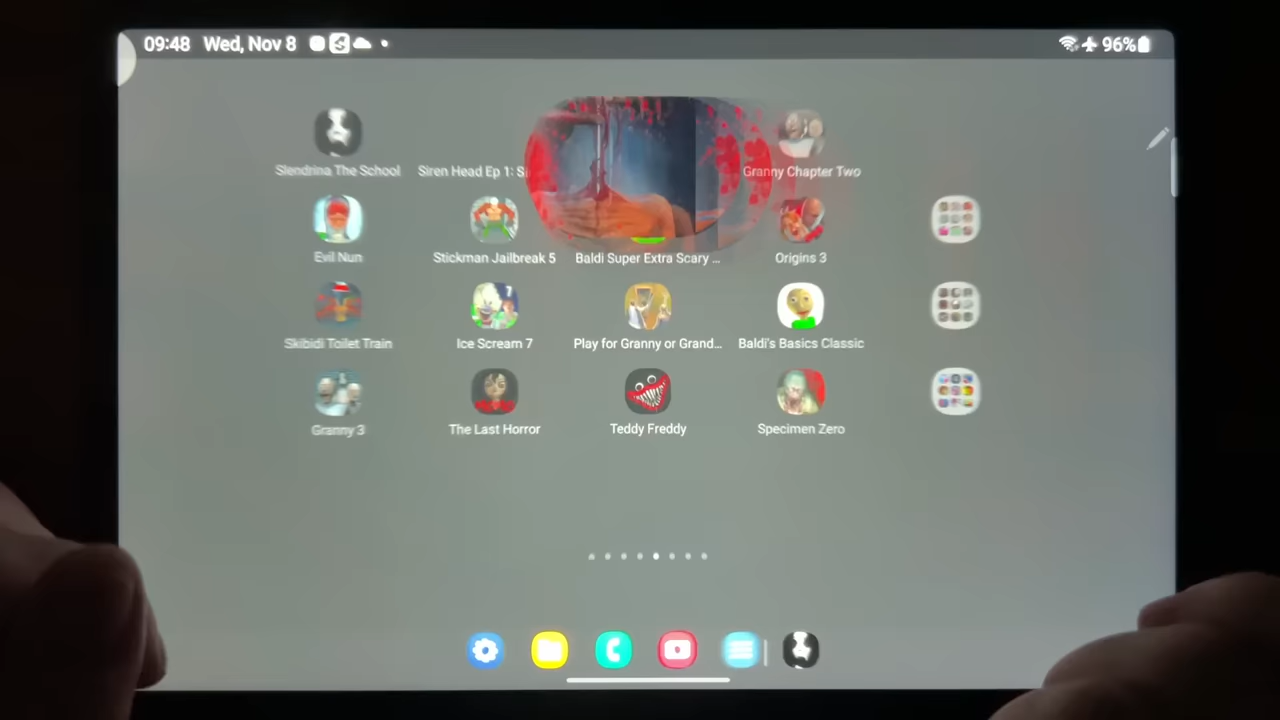 09:48 Wed, Nov 8 96%
Slendrina The School Siren Head Ep 1: S Granny Chapter Two
Evil Nun Stickman Jailbreak 5 Baldi Super Extra Scary ... Origins 3
7
Skibidi Toilet Train Ice Scream 7 Play for Granny or Grand... Baldi's Basics Classic
Granny 3 The Last Horror Teddy Freddy Specimen Zero